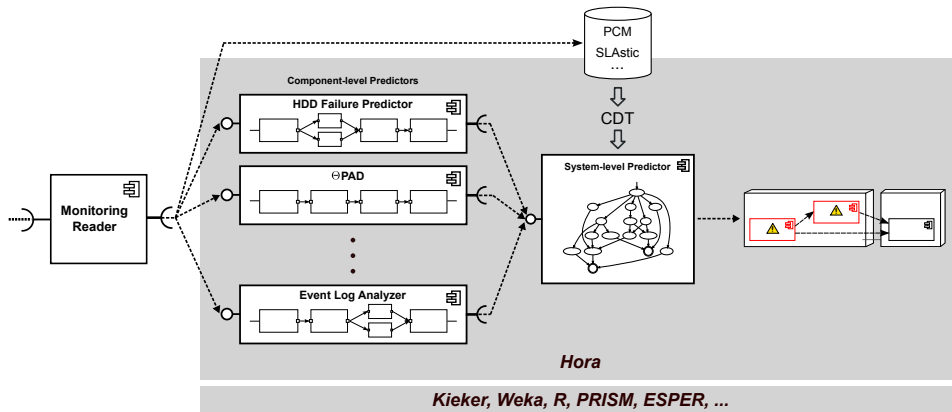 PCM
SLAstic
...
Component-level Predictors
HDD Failure Predictor
CDT
System-level Predictor
ΘPAD
Monitoring
Reader
Event Log Analyzer
Hora
Kieker, Weka, R, PRISM, ESPER, ...